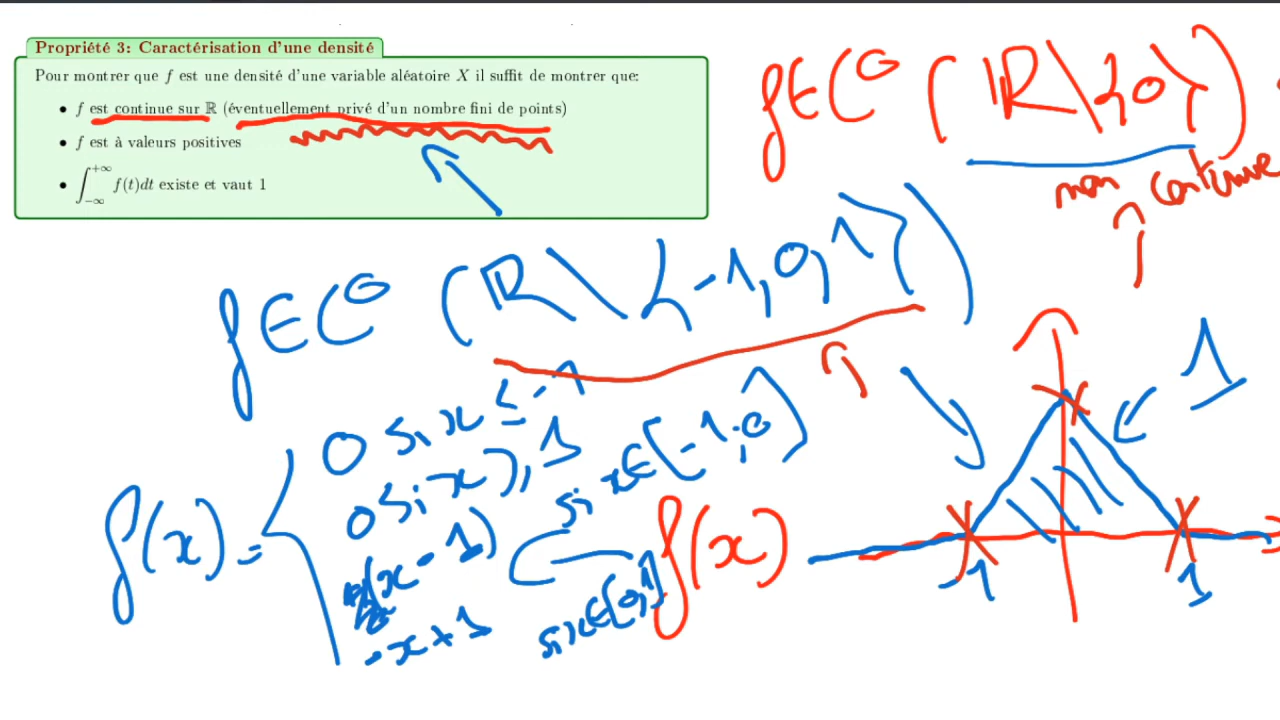 Propriété 3: Caractérisation d'une densité
Pour montrer que f est une densité d'une variable aléatoire X il suffit de montrer que:
• f est continue sur ℝ (éventuellement privé d'un nombre fini de points)
• f est à valeurs positives
• ∫_{-∞}^{+∞} f(t)dt existe et vaut 1
f ∈ C⁰ (ℝ\{0})
non continue
f ∈ C⁰ (ℝ\{-1,0,1})
1
f(x) =
0 si x ≤ -1
0 si x ≥ 1
si x ∈ [-1;0]
-x+1
si x ∈ [0,1]
f(x)
-1
1